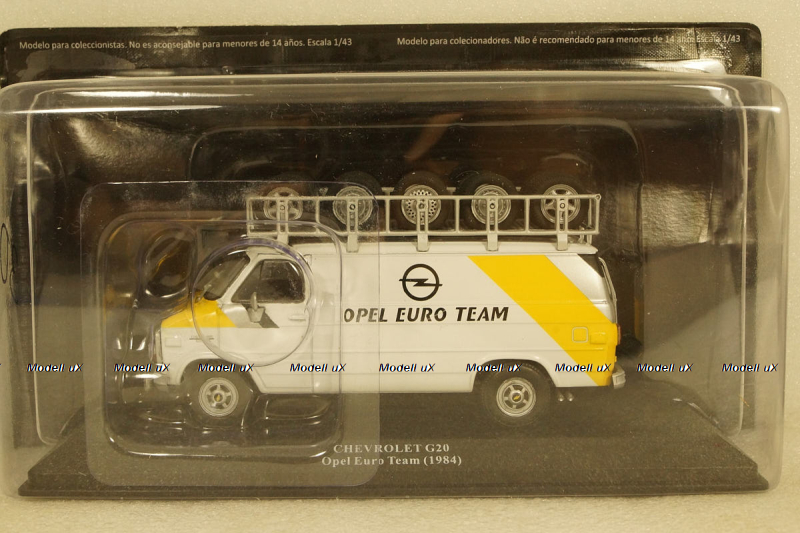 Modelo para coleccionistas. No es aconsejable para menores de 14 años. Escala 1/43
Modelo para colecionadores. Não é recomendado para menores de 14 anos. Escala 1/43
OPEL EURO TEAM
Modell uX Modell uX Modell uX Modell uX Modell uX Modell uX Modell uX Modell uX Modell uX
CHEVROLET G20
Opel Euro Team (1984)